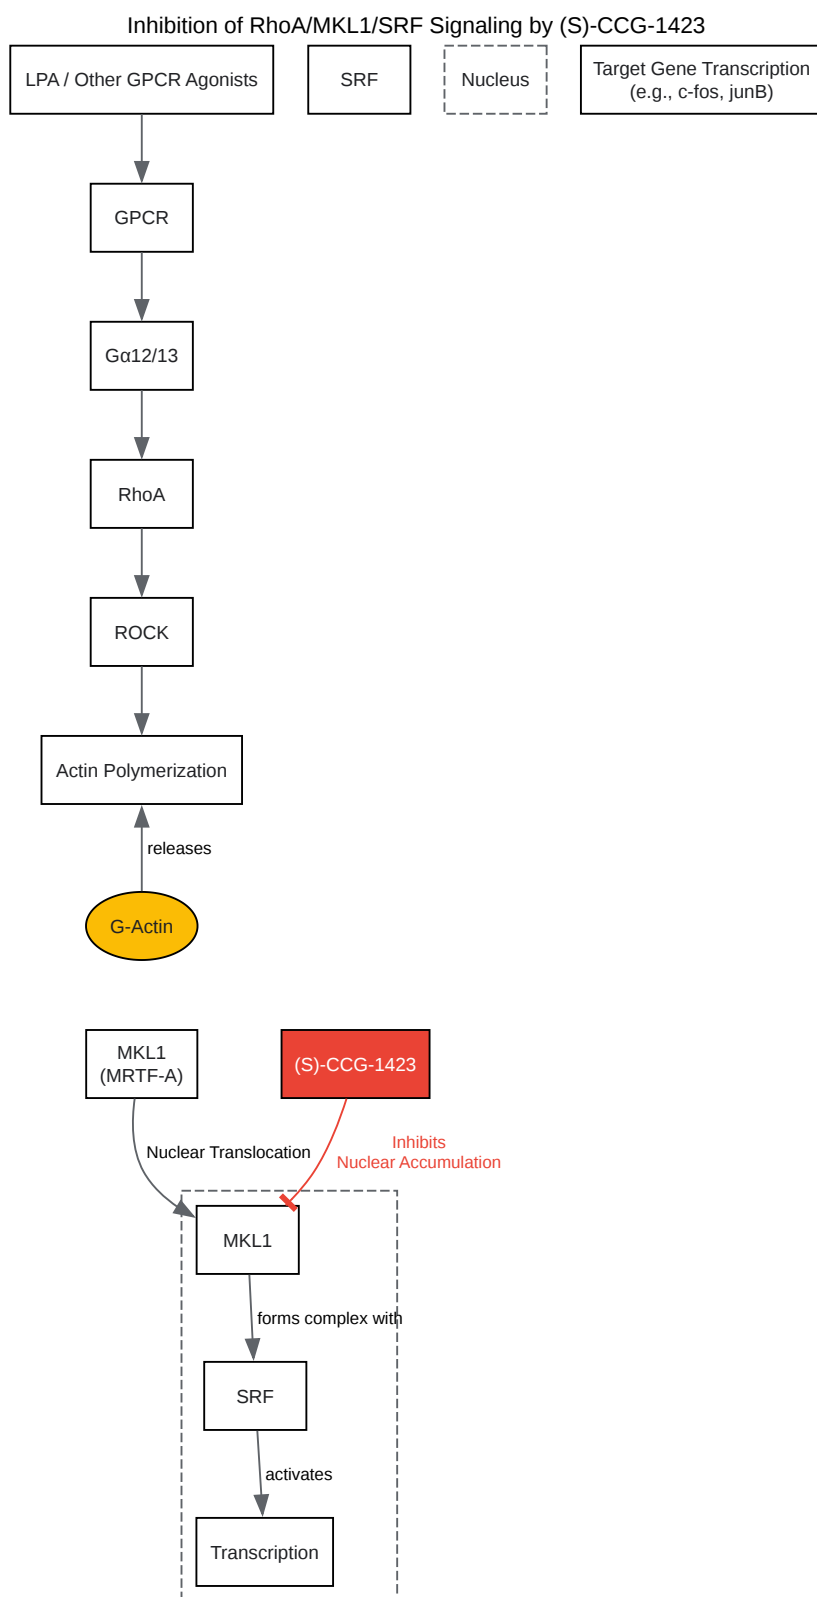 Inhibition of RhoA/MKL1/SRF Signaling by (S)-CCG-1423
LPA / Other GPCR Agonists
SRF
Nucleus
Target Gene Transcription
(e.g., c-fos, junB)
GPCR
Gα12/13
RhoA
ROCK
Actin Polymerization
releases
G-Actin
MKL1
(MRTF-A)
(S)-CCG-1423
Nuclear Translocation
Inhibits
Nuclear Accumulation
MKL1
forms complex with
SRF
activates
Transcription